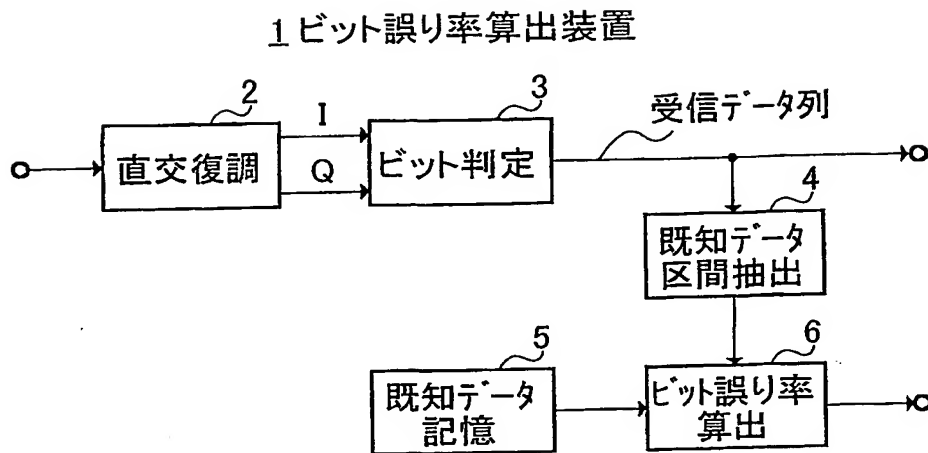 1 ビット誤り率算出装置
2
I
3
受信データ列
直交復調
Q
ビット判定
4
既知データ
区間抽出
5
6
既知データ
記憶
ビット誤り率
算出